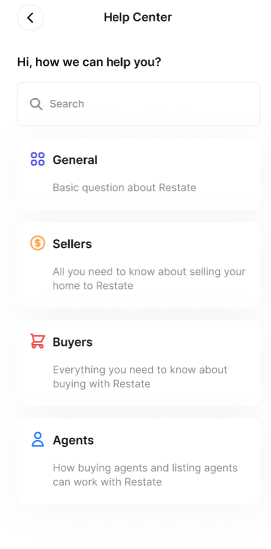 Help Center
Hi, how we can help you?
Search
General
Basic question about Restate
Sellers
All you need to know about selling your
home to Restate
Buyers
Everything you need to know about
buying with Restate
Agents
How buying agents and listing agents
can work with Restate